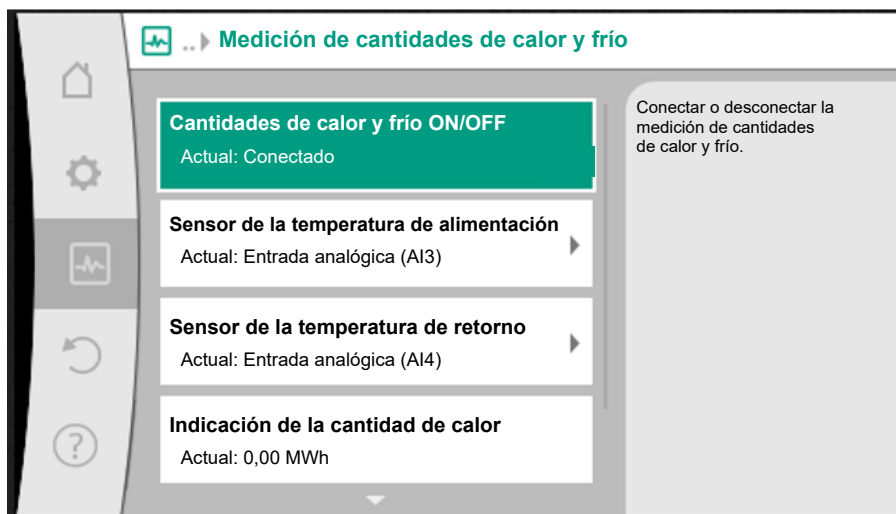 .. Medición de cantidades de calor y frío
Cantidades de calor y frío ON/OFF
Actual: Conectado
Sensor de la temperatura de alimentación
Actual: Entrada analógica (AI3)
Sensor de la temperatura de retorno
Actual: Entrada analógica (AI4)
Indicación de la cantidad de calor
Actual: 0,00 MWh
Conectar o desconectar la
medición de cantidades
de calor y frío.
?